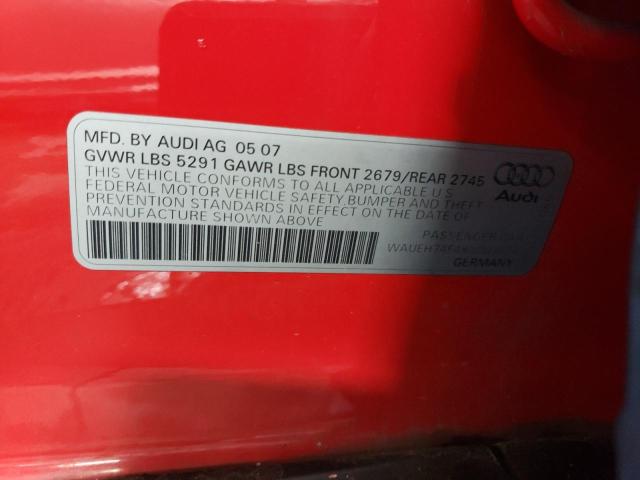 MFD. BY AUDI AG 05 07
GVWR LBS 5291 GAWR LBS FRONT 2679/REAR 2745
THIS VEHICLE CONFORMS TO ALL APPLICABLE U.S.
FEDERAL MOTOR VEHICLE SAFETY,BUMPER AND THEFT
PREVENTION STANDARDS IN EFFECT ON THE DATE OF
MANUFACTURE SHOWN ABOVE
Audi
PASSENGER CAR
GERMANY